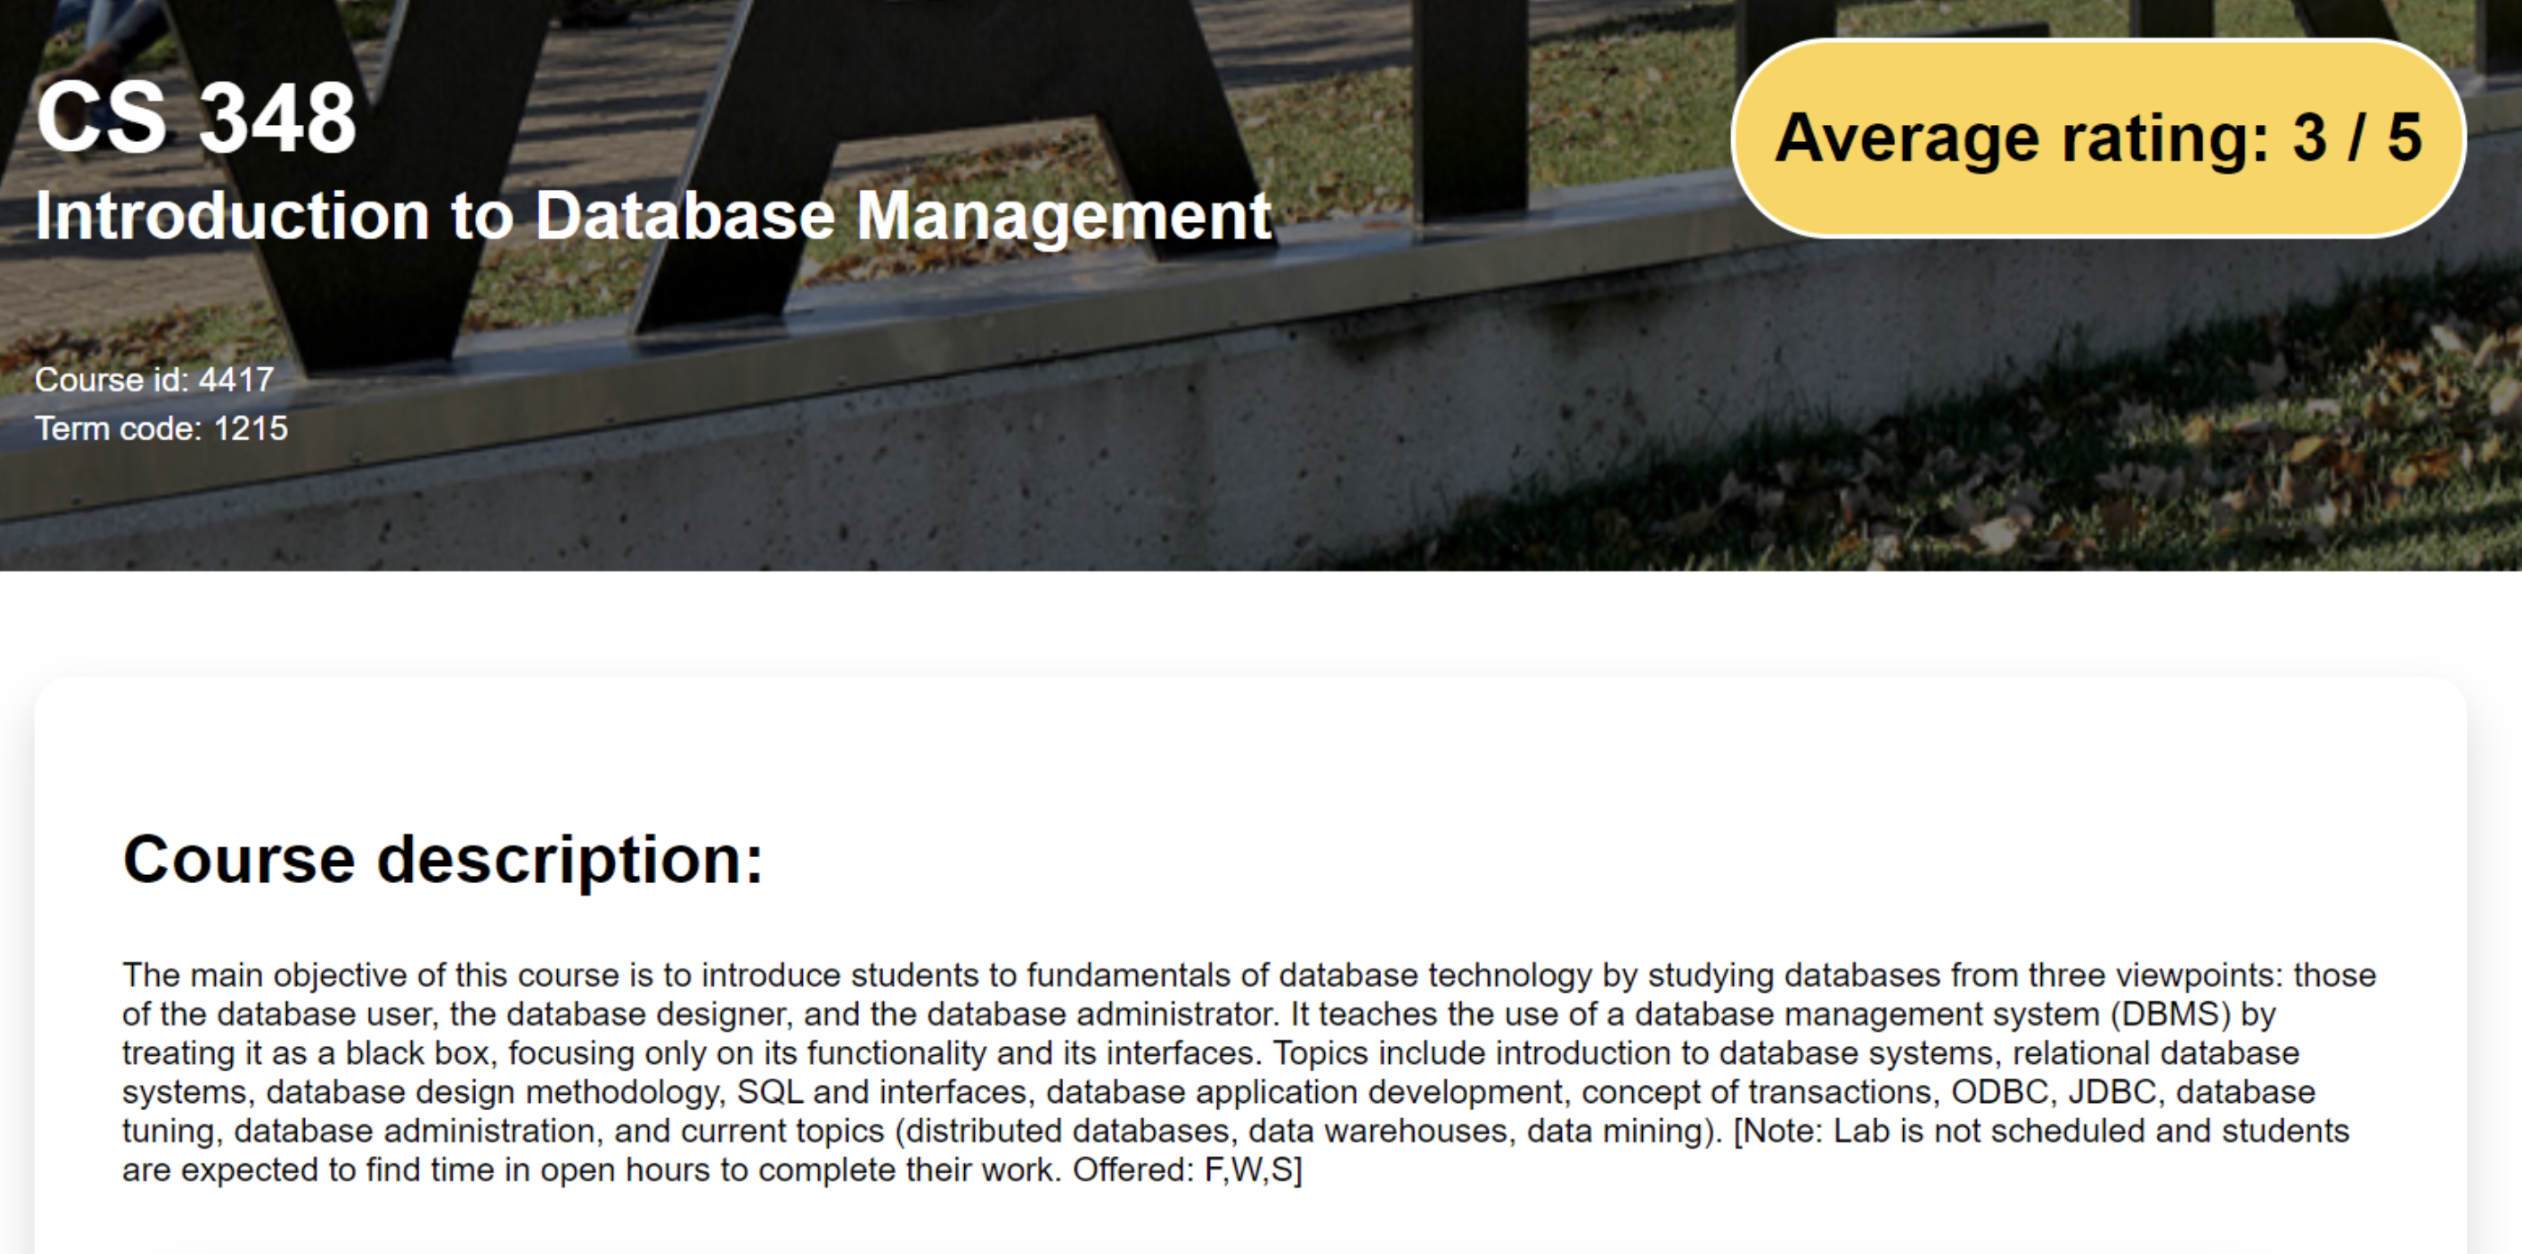 CS 348
Introduction to Database Management
Average rating: 3 / 5
Course id: 4417
Term code: 1215
Course description:
The main objective of this course is to introduce students to fundamentals of database technology by studying databases from three viewpoints: those
of the database user, the database designer, and the database administrator. It teaches the use of a database management system (DBMS) by
treating it as a black box, focusing only on its functionality and its interfaces. Topics include introduction to database systems, relational database
systems, database design methodology, SQL and interfaces, database application development, concept of transactions, ODBC, JDBC, database
tuning, database administration, and current topics (distributed databases, data warehouses, data mining). [Note: Lab is not scheduled and students
are expected to find time in open hours to complete their work. Offered: F,W,S]